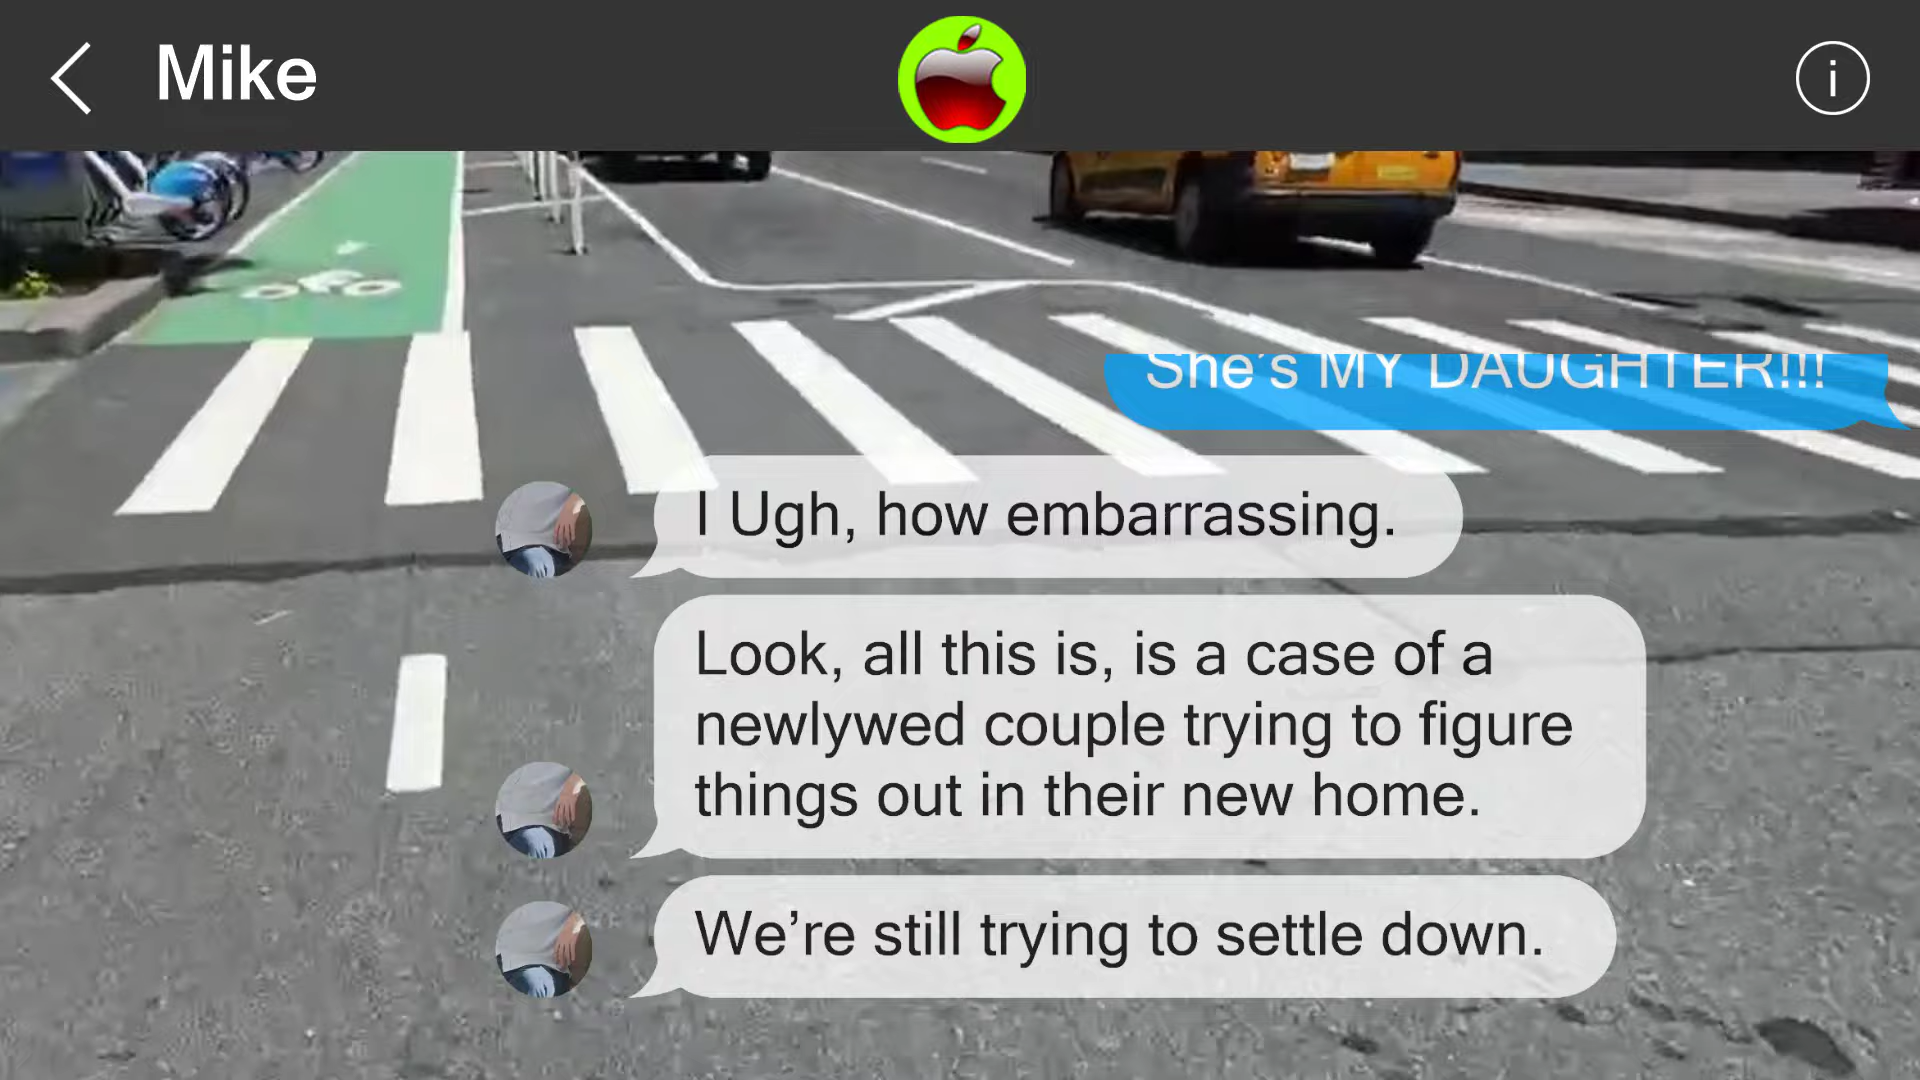 Mike
She's MY DAUGHTER!!!
I Ugh, how embarrassing.
Look, all this is, is a case of a
newlywed couple trying to figure
things out in their new home.
We're still trying to settle down.